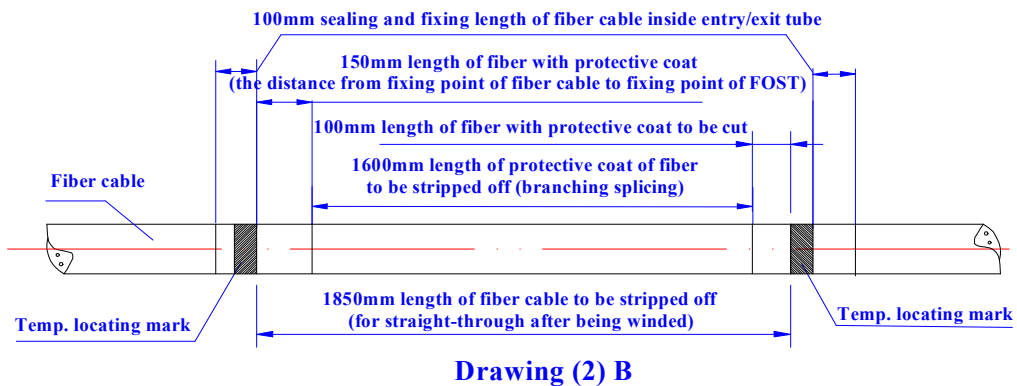 100mm sealing and fixing length of fiber cable inside entry/exit tube
150mm length of fiber with protective coat
(the distance from fixing point of fiber cable to fixing point of FOST)
100mm length of fiber with protective coat to be cut
1600mm length of protective coat of fiber
to be stripped off (branching splicing)
Fiber cable
1850mm length of fiber cable to be stripped off
(for straight-through after being winded)
Temp. locating mark
Temp. locating mark
Drawing (2) B